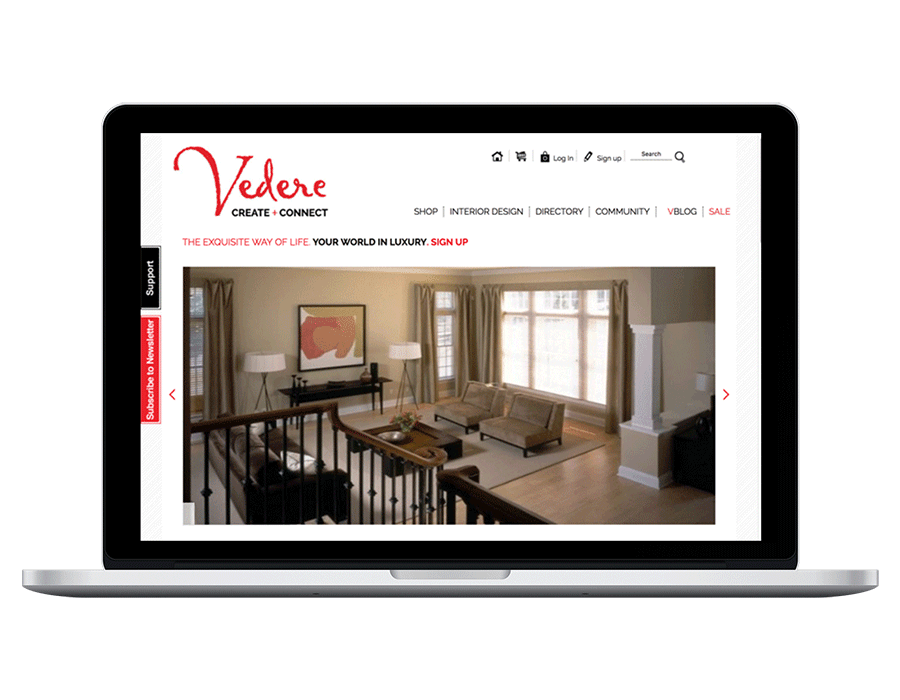 Vedere
CREATE + CONNECT
Log In
Sign up
Search
SHOP | INTERIOR DESIGN | DIRECTORY | COMMUNITY | VBLOG | SALE
THE EXQUISITE WAY OF LIFE. YOUR WORLD IN LUXURY. SIGN UP
Support
Subscribe to Newsletter